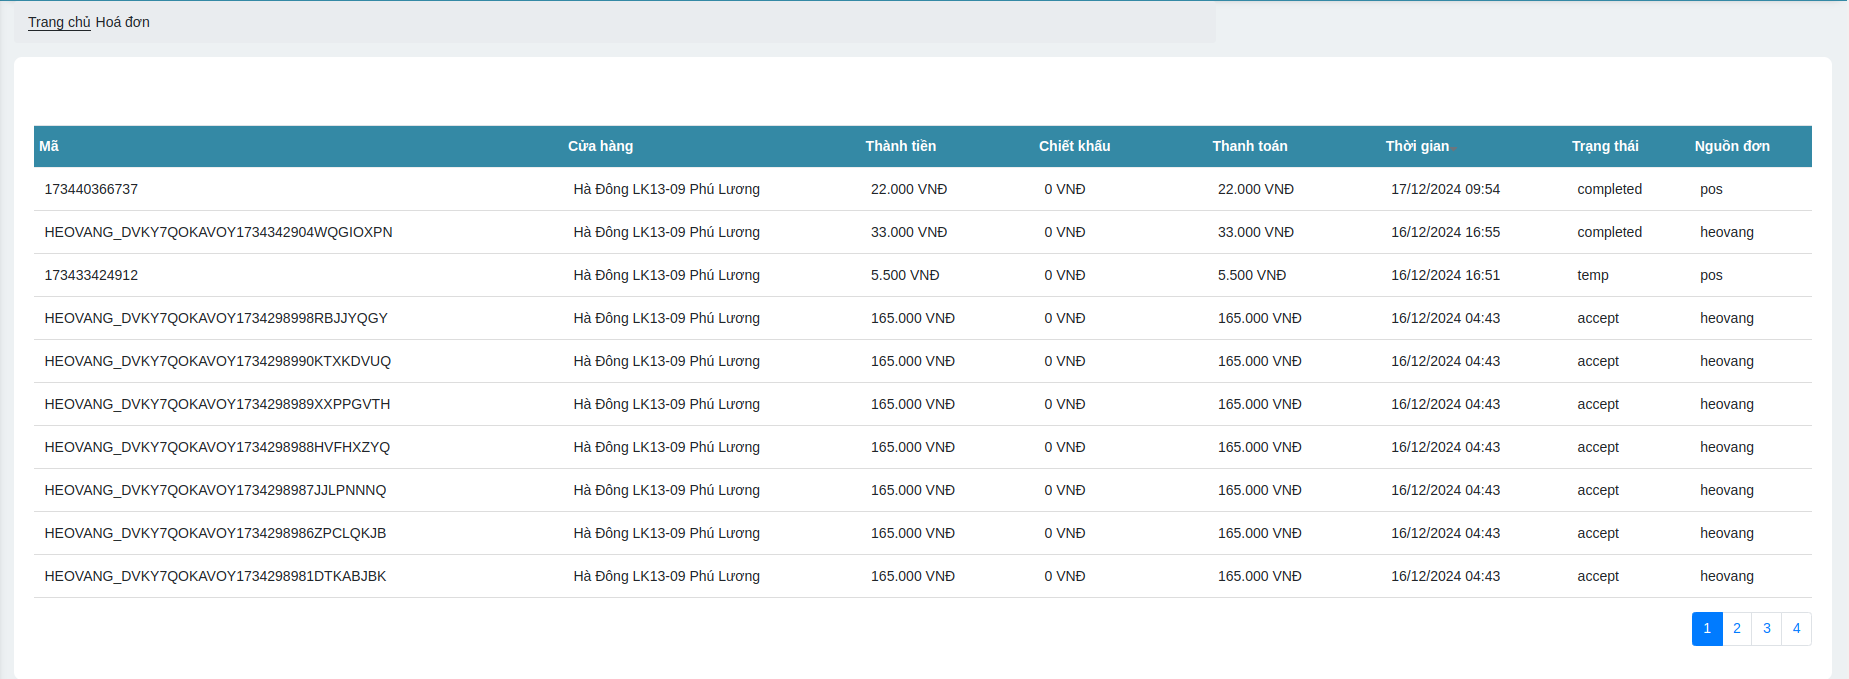 Trang chủ Hoá đơn
Mã Cửa hàng Thành tiền Chiết khấu Thanh toán Thời gian Trạng thái Nguồn đơn
173440366737 Hà Đông LK13-09 Phú Lương 22.000 VNĐ 0 VNĐ 22.000 VNĐ 17/12/2024 09:54 completed pos
HEOVANG_DVKY7QOKAVOY1734342904WQGIOXPN Hà Đông LK13-09 Phú Lương 33.000 VNĐ 0 VNĐ 33.000 VNĐ 16/12/2024 16:55 completed heovang
173433424912 Hà Đông LK13-09 Phú Lương 5.500 VNĐ 0 VNĐ 5.500 VNĐ 16/12/2024 16:51 temp pos
HEOVANG_DVKY7QOKAVOY1734298998RBJJYQGY Hà Đông LK13-09 Phú Lương 165.000 VNĐ 0 VNĐ 165.000 VNĐ 16/12/2024 04:43 accept heovang
HEOVANG_DVKY7QOKAVOY1734298990KTXKDVUQ Hà Đông LK13-09 Phú Lương 165.000 VNĐ 0 VNĐ 165.000 VNĐ 16/12/2024 04:43 accept heovang
HEOVANG_DVKY7QOKAVOY1734298989XXPPGVTH Hà Đông LK13-09 Phú Lương 165.000 VNĐ 0 VNĐ 165.000 VNĐ 16/12/2024 04:43 accept heovang
HEOVANG_DVKY7QOKAVOY1734298988HVFHXZYQ Hà Đông LK13-09 Phú Lương 165.000 VNĐ 0 VNĐ 165.000 VNĐ 16/12/2024 04:43 accept heovang
HEOVANG_DVKY7QOKAVOY1734298987JJLPNNNQ Hà Đông LK13-09 Phú Lương 165.000 VNĐ 0 VNĐ 165.000 VNĐ 16/12/2024 04:43 accept heovang
HEOVANG_DVKY7QOKAVOY1734298986ZPCLQKJB Hà Đông LK13-09 Phú Lương 165.000 VNĐ 0 VNĐ 165.000 VNĐ 16/12/2024 04:43 accept heovang
HEOVANG_DVKY7QOKAVOY1734298981DTKABJBK Hà Đông LK13-09 Phú Lương 165.000 VNĐ 0 VNĐ 165.000 VNĐ 16/12/2024 04:43 accept heovang
1 2 3 4